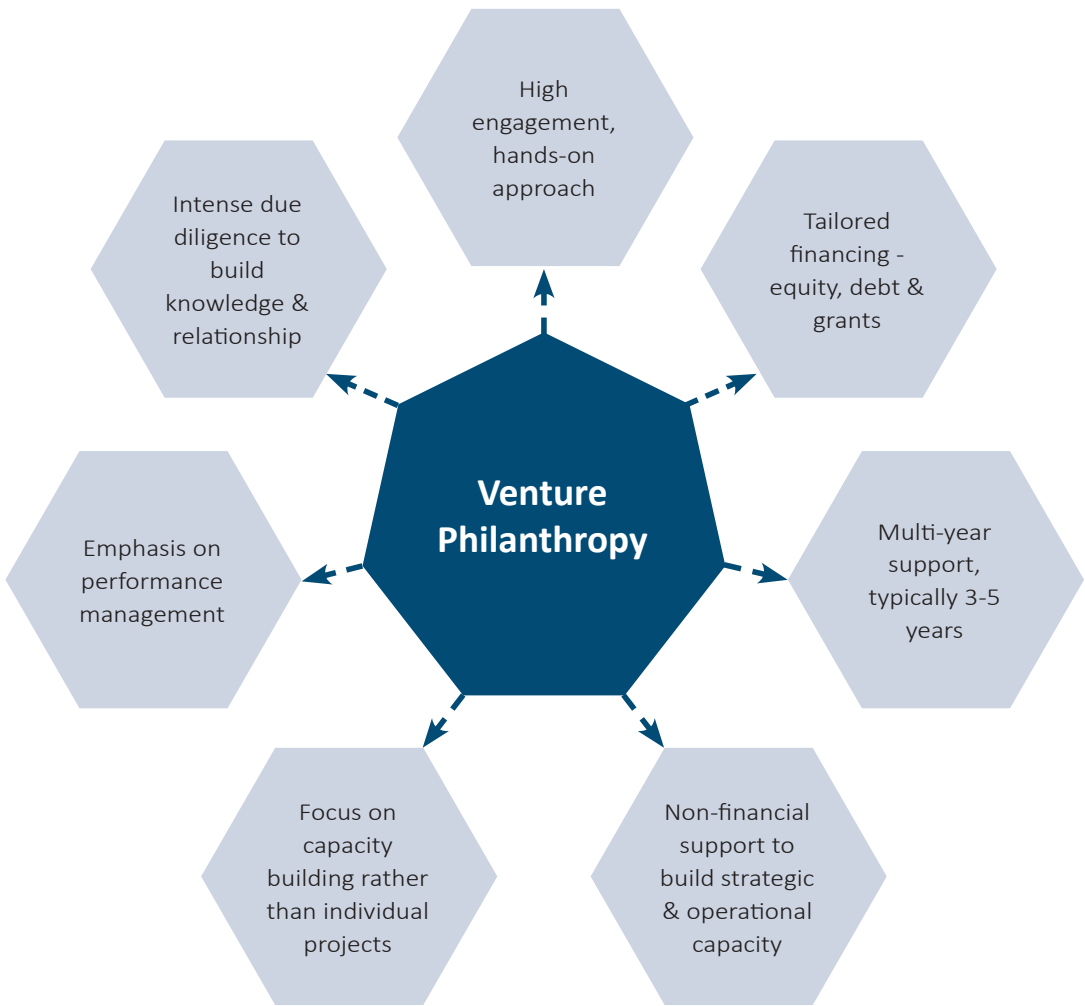 High
engagement,
hands-on
approach
Tailored
financing -
equity, debt &
grants
Multi-year
support,
typically 3-5
years
Non-financial
support to
build strategic
& operational
capacity
Focus on
capacity
building rather
than individual
projects
Emphasis on
performance
management
Intense due
diligence to
build
knowledge &
relationship
Venture
Philanthropy